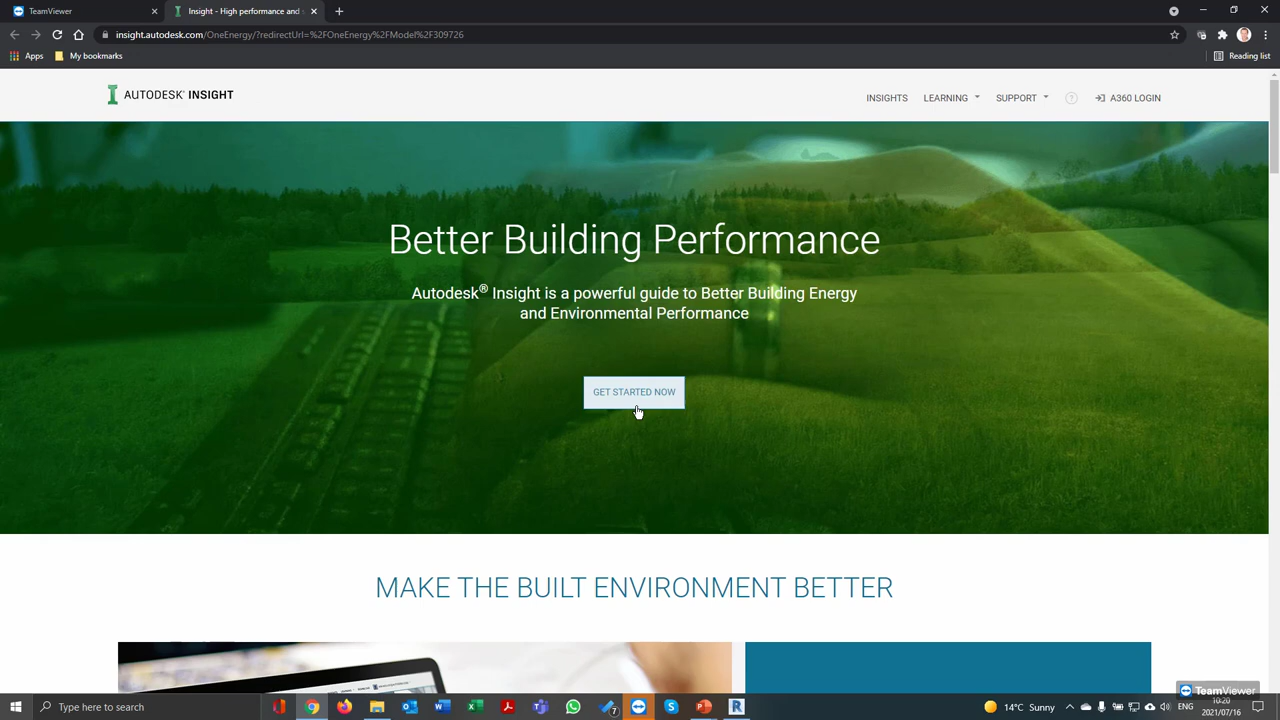 TeamViewer
Insight - High performance and s
insight.autodesk.com/OneEnergy/?redirectUrl=%2FOneEnergy%2FModel%2F309726
Apps
My bookmarks
Reading list
AUTODESK® INSIGHT
INSIGHTS
LEARNING
SUPPORT
?
A360 LOGIN
Better Building Performance
Autodesk® Insight is a powerful guide to Better Building Energy
and Environmental Performance
GET STARTED NOW
MAKE THE BUILT ENVIRONMENT BETTER
TeamViewer
Type here to search
7
14°C Sunny
ENG
10:20
2021/07/16